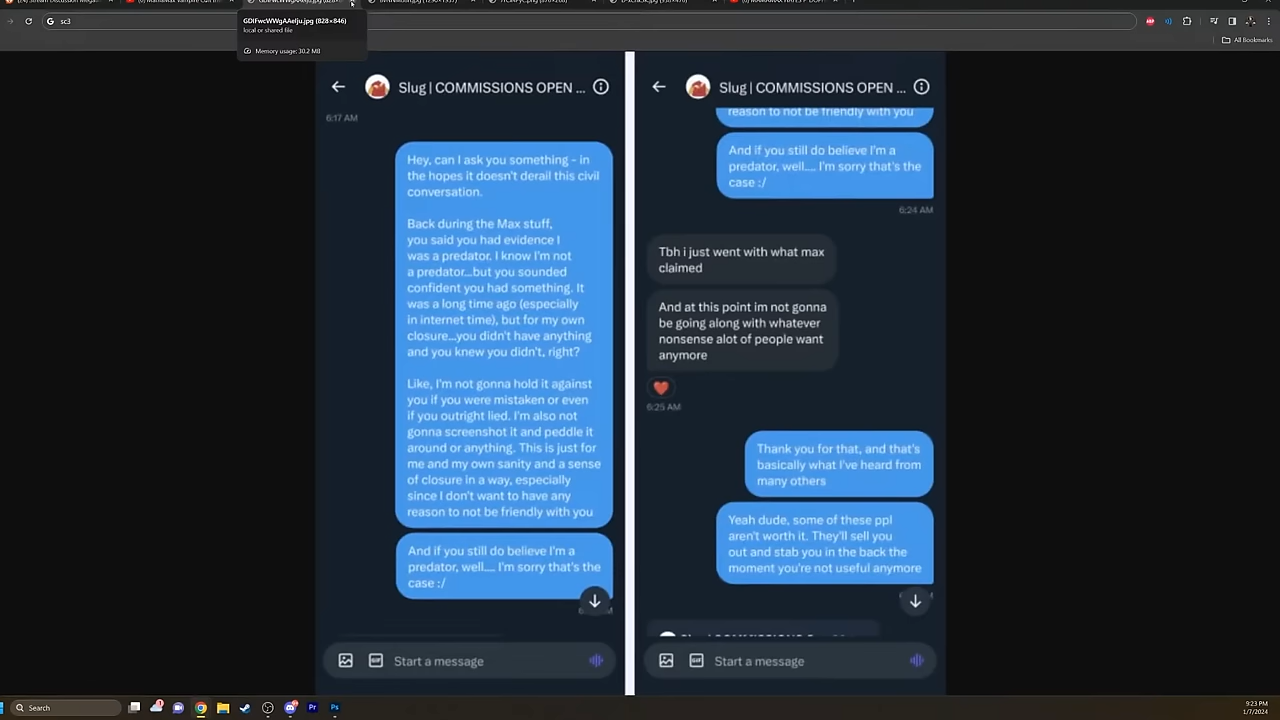 GDIFwcWWgAAelju.jpg (828×846)
local or shared file
Memory usage: 30.2 MB
sc3
All Bookmarks
Slug | COMMISSIONS OPEN ...
6:17 AM
Hey, can I ask you something - in
the hopes it doesn't derail this civil
conversation.
Back during the Max stuff,
you said you had evidence I
was a predator. I know I'm not
a predator...but you sounded
confident you had something. It
was a long time ago (especially
in internet time), but for my own
closure...you didn't have anything
and you knew you didn't, right?
Like, I'm not gonna hold it against
you if you were mistaken or even
if you outright lied. I'm also not
gonna screenshot it and peddle it
around or anything. This is just for
me and my own sanity and a sense
of closure in a way, especially
since I don't want to have any
reason to not be friendly with you
And if you still do believe I'm a
predator, well.... I'm sorry that's the
case :/
GIF
Start a message
Slug | COMMISSIONS OPEN ...
reason to not be friendly with you
And if you still do believe I'm a
predator, well.... I'm sorry that's the
case :/
6:24 AM
Tbh i just went with what max
claimed
And at this point im not gonna
be going along with whatever
nonsense alot of people want
anymore
6:25 AM
Thank you for that, and that's
basically what I've heard from
many others
Yeah dude, some of these ppl
aren't worth it. They'll sell you
out and stab you in the back the
moment you're not useful anymore
GIF
Start a message
Search
Pr
Ps
9:23 PM
1/7/2024